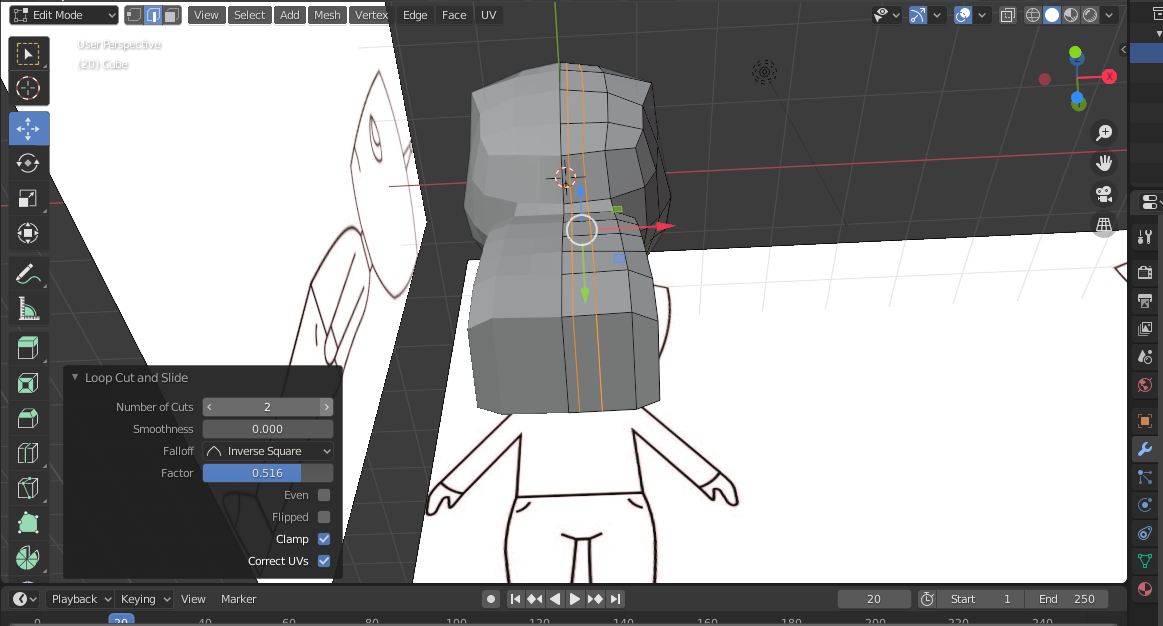 Edit Mode View Select Add Mesh Vertex Edge Face UV
User Perspective
(20) Cube
X
Loop Cut and Slide
Number of Cuts 2
Smoothness 0.000
Falloff Inverse Square
Factor 0.516
Even
Flipped
Clamp
Correct UVs
Playback Keying View Marker 20 Start 1 End 250
0 20 40 60 80 100 120 140 160 180 200 220 240